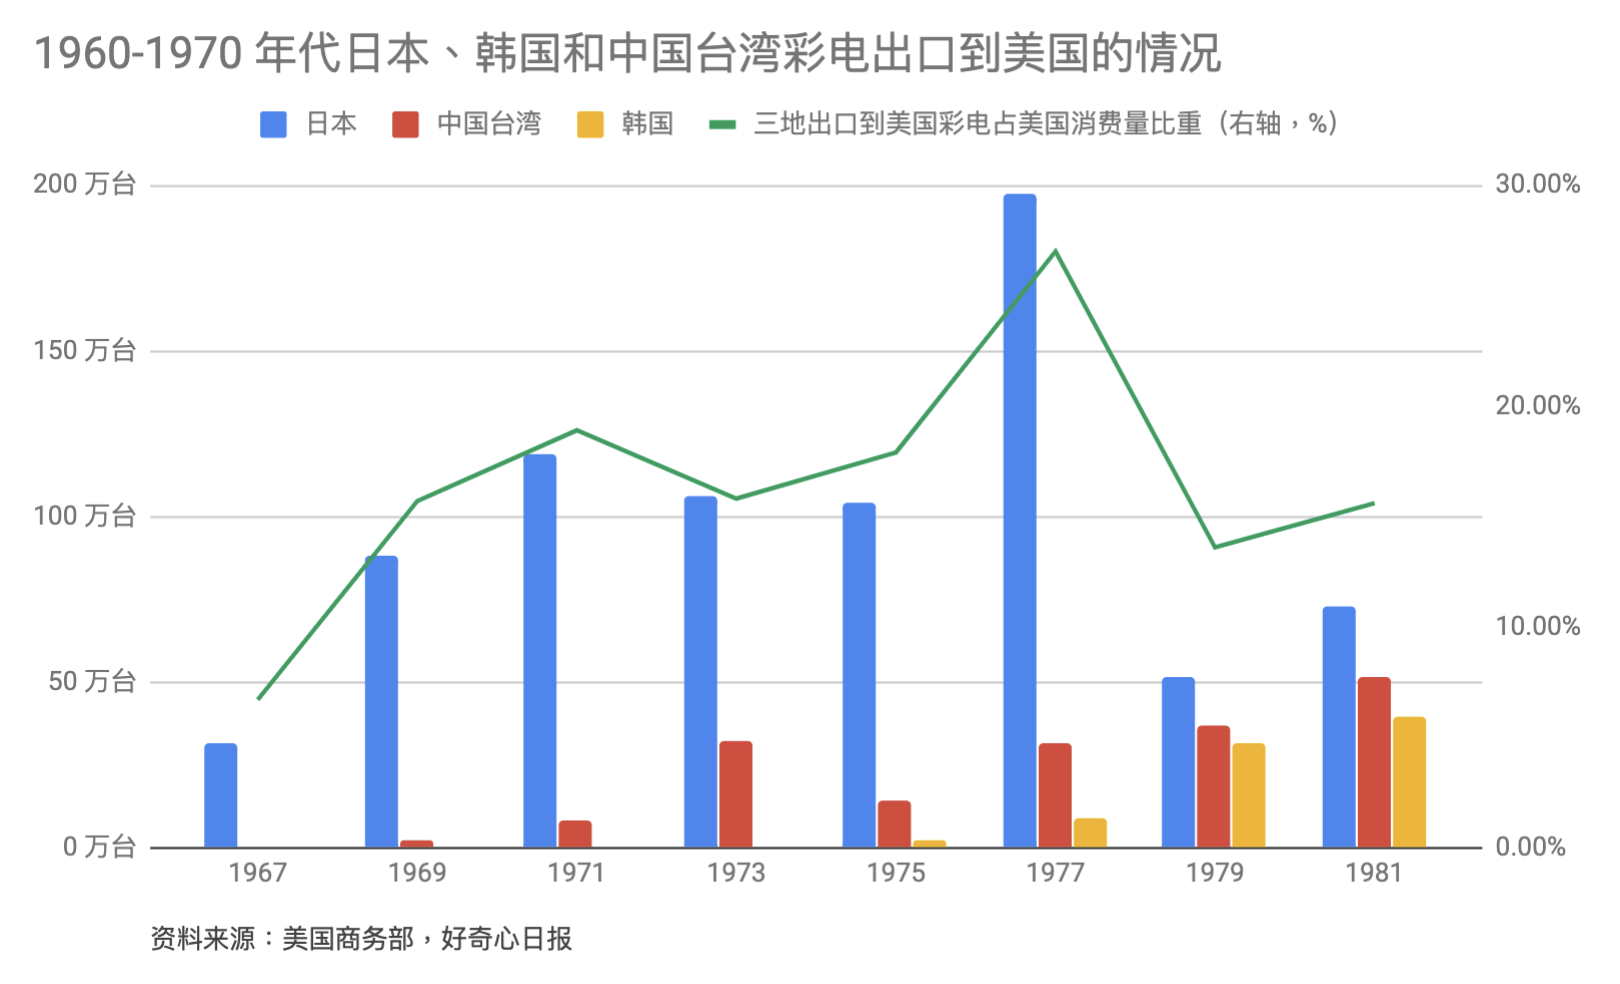 1960-1970 年代日本、韩国和中国台湾彩电出口到美国的情况
日本 中国台湾 韩国 三地出口到美国彩电占美国消费量比重（右轴，%）
200 万台 30.00%
150 万台
20.00%
100 万台
10.00%
50 万台
0 万台 0.00%
1967 1969 1971 1973 1975 1977 1979 1981
资料来源：美国商务部，好奇心日报